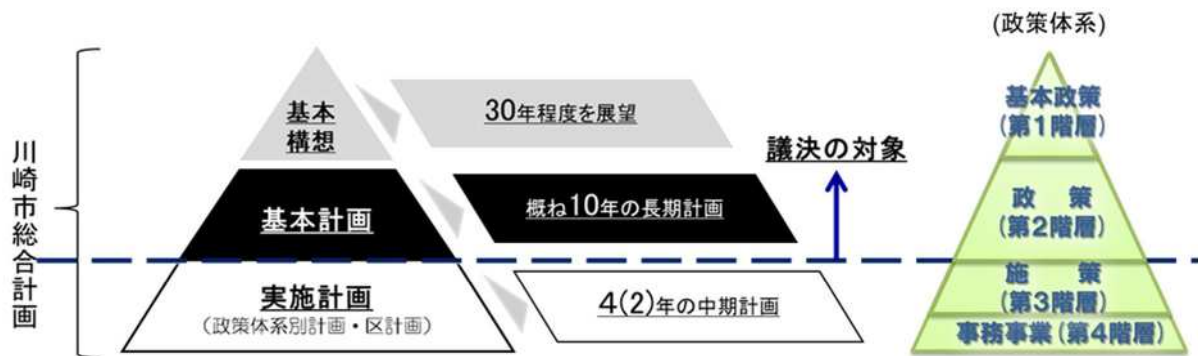 川崎市総合計画
基本
構想
30年程度を展望
基本計画
概ね10年の長期計画
実施計画
（政策体系別計画・区計画）
4(2)年の中期計画
議決の対象
(政策体系)
基本政策
(第1階層)
政　策
(第2階層)
施　策
(第3階層)
事務事業(第4階層)